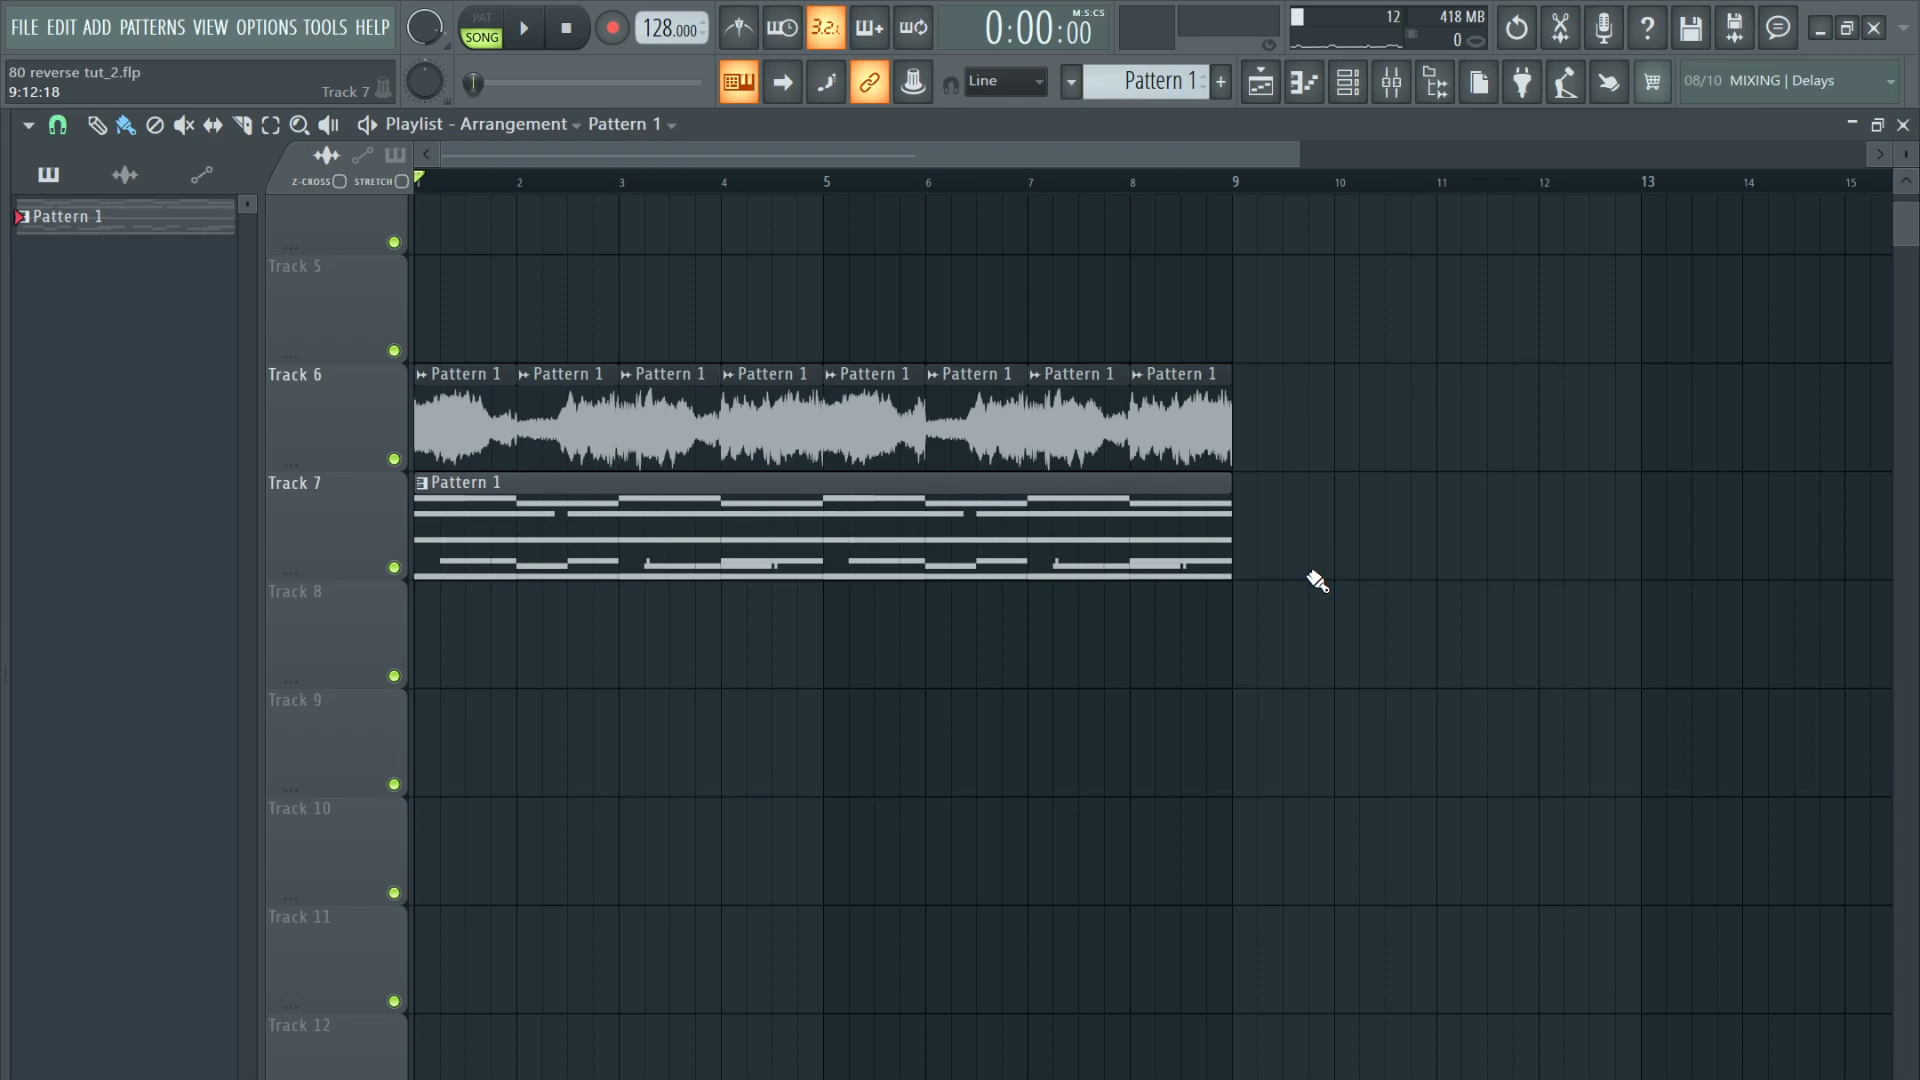 FILE EDIT ADD PATTERNS VIEW OPTIONS TOOLS HELP
PAT
SONG
128.000
3.2.
0:00:00
M:S:CS
12
418 MB
0
80 reverse tut_2.flp
9:12:18
Track 7
Line
Pattern 1
08/10 MIXING | Delays
Playlist - Arrangement
Pattern 1
Z-CROSS
STRETCH
1 2 3 4 5 6 7 8 9 10 11 12 13 14 15
Pattern 1
Track 5
Track 6
Pattern 1 Pattern 1 Pattern 1 Pattern 1 Pattern 1 Pattern 1 Pattern 1 Pattern 1
Track 7
Pattern 1
Track 8
Track 9
Track 10
Track 11
Track 12